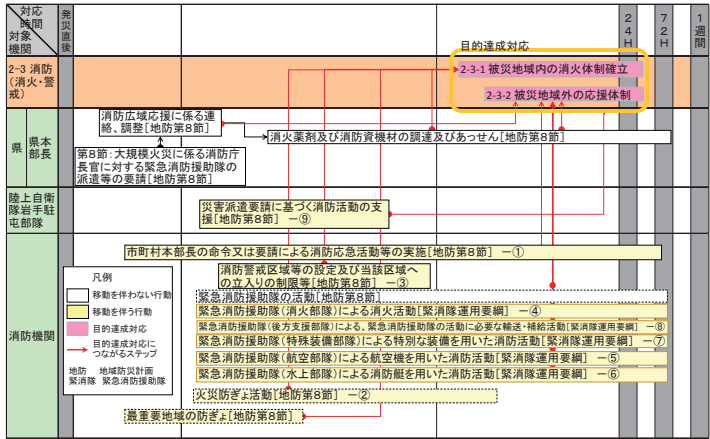 対応
時間
対象
機関
発災直後
24H
72H
1週間
目的達成対応
2-3 消防
(消火・警
戒)
2-3-1 被災地域内の消火体制確立
2-3-2 被災地域外の応援体制
県
県本
部長
消防広域応援に係る連
絡、調整[地防第8節]
消火薬剤及び消防資機材の調達及びあっせん[地防第8節]
第8節:大規模火災に係る消防庁
長官に対する緊急消防援助隊の
派遣等の要請[地防第8節]
陸上自衛
隊岩手駐
屯部隊
災害派遣要請に基づく消防活動の支
援[地防第8節] －⑨
消防機関
市町村本部長の命令又は要請による消防応急活動等の実施[地防第8節] －①
消防警戒区域等の設定及び当該区域へ
の立入りの制限等[地防第8節] －③
緊急消防援助隊の活動[地防第8節]
緊急消防援助隊(消火部隊)による消火活動[緊消隊運用要綱] －④
緊急消防援助隊(後方支援部隊)による、緊急消防援助隊の活動に必要な輸送・補給活動[緊消隊運用要綱] －⑧
緊急消防援助隊(特殊装備部隊)による特別な装備を用いた消防活動[緊消隊運用要綱] －⑦
緊急消防援助隊(航空部隊)による航空機を用いた消防活動[緊消隊運用要綱] －⑤
緊急消防援助隊(水上部隊)による消防艇を用いた消防活動[緊消隊運用要綱] －⑥
火災防ぎょ活動[地防第8節] －②
最重要地域の防ぎょ[地防第8節]
凡例
移動を伴わない行動
移動を伴う行動
目的達成対応
目的達成対応に
つながるステップ
地防 地域防災計画
緊消隊 緊急消防援助隊